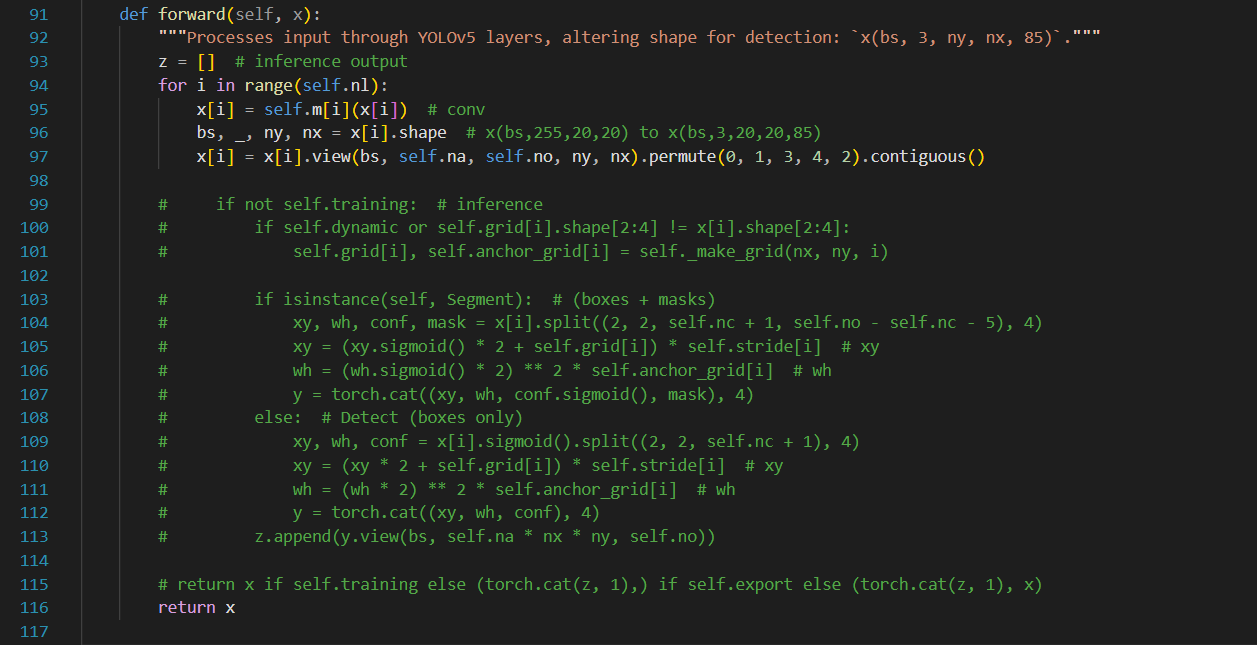 91 def forward(self, x):
92 """Processes input through YOLOv5 layers, altering shape for detection: `x(bs, 3, ny, nx, 85)`."""
93 z = []  # inference output
94 for i in range(self.nl):
95 x[i] = self.m[i](x[i])  # conv
96 bs, _, ny, nx = x[i].shape  # x(bs,255,20,20) to x(bs,3,20,20,85)
97 x[i] = x[i].view(bs, self.na, self.no, ny, nx).permute(0, 1, 3, 4, 2).contiguous()
98
99 #     if not self.training:  # inference
100 #         if self.dynamic or self.grid[i].shape[2:4] != x[i].shape[2:4]:
101 #             self.grid[i], self.anchor_grid[i] = self._make_grid(nx, ny, i)
102
103 #         if isinstance(self, Segment):  # (boxes + masks)
104 #             xy, wh, conf, mask = x[i].split((2, 2, self.nc + 1, self.no - self.nc - 5), 4)
105 #             xy = (xy.sigmoid() * 2 + self.grid[i]) * self.stride[i]  # xy
106 #             wh = (wh.sigmoid() * 2) ** 2 * self.anchor_grid[i]  # wh
107 #             y = torch.cat((xy, wh, conf.sigmoid(), mask), 4)
108 #         else:  # Detect (boxes only)
109 #             xy, wh, conf = x[i].sigmoid().split((2, 2, self.nc + 1), 4)
110 #             xy = (xy * 2 + self.grid[i]) * self.stride[i]  # xy
111 #             wh = (wh * 2) ** 2 * self.anchor_grid[i]  # wh
112 #             y = torch.cat((xy, wh, conf), 4)
113 #         z.append(y.view(bs, self.na * nx * ny, self.no))
114
115 # return x if self.training else (torch.cat(z, 1),) if self.export else (torch.cat(z, 1), x)
116 return x
117